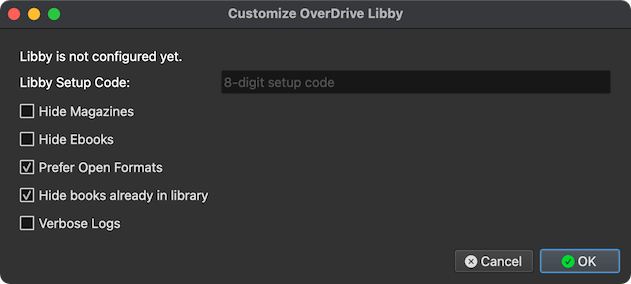 Customize OverDrive Libby
Libby is not configured yet.
Libby Setup Code: 8-digit setup code
Hide Magazines
Hide Ebooks
Prefer Open Formats
Hide books already in library
Verbose Logs
Cancel OK